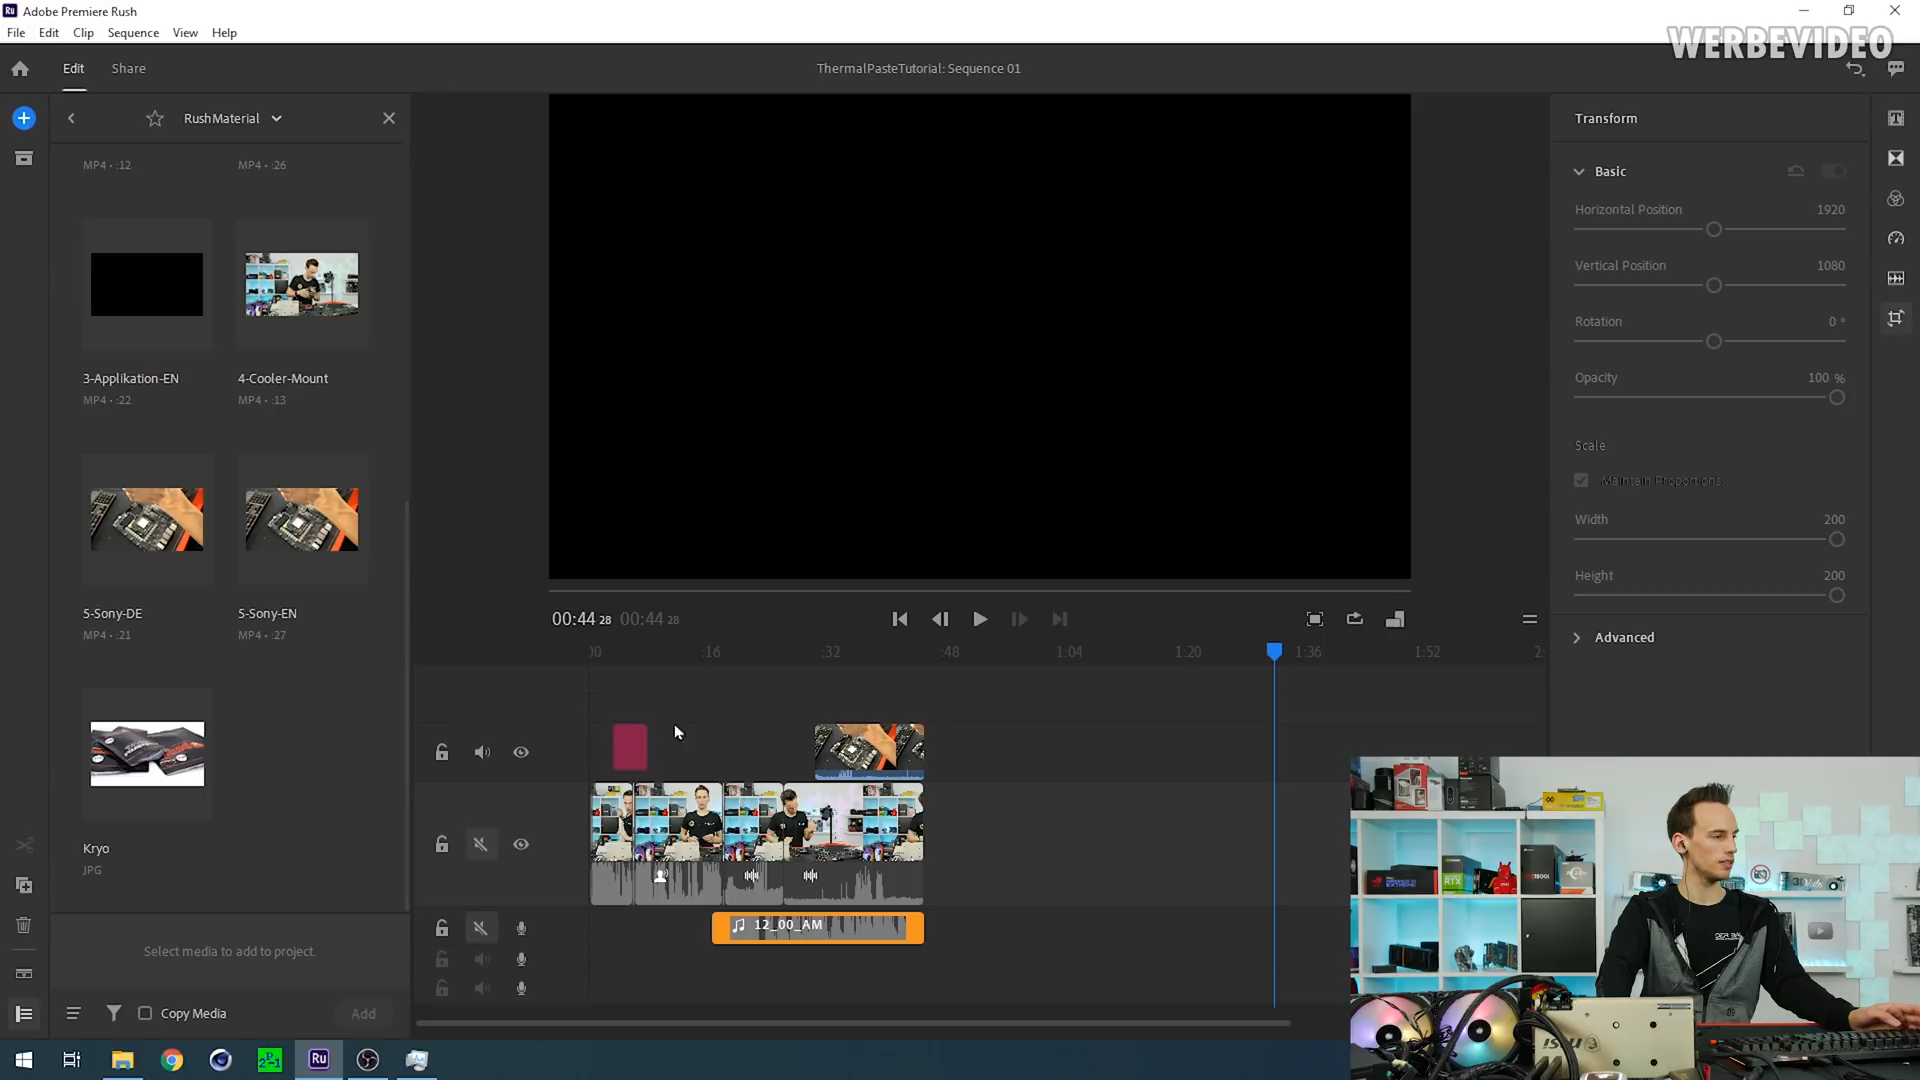 Adobe Premiere Rush
File Edit Clip Sequence View Help
WERBEVIDEO
Edit Share
ThermalPasteTutorial: Sequence 01
RushMaterial
MP4 • :12
MP4 • :26
3-Applikation-EN
MP4 • :22
4-Cooler-Mount
MP4 • :13
5-Sony-DE
MP4 • :21
5-Sony-EN
MP4 • :27
Kryo
JPG
Select media to add to project.
Copy Media
Add
00:44 28 00:44 28
:16 :32 :48 1:04 1:20 1:36 1:52 2:
12_00_AM
Transform
Basic
Horizontal Position 1920
Vertical Position 1080
Rotation 0 °
Opacity 100 %
Scale
Maintain Proportions
Width 200
Height 200
Advanced
Ru